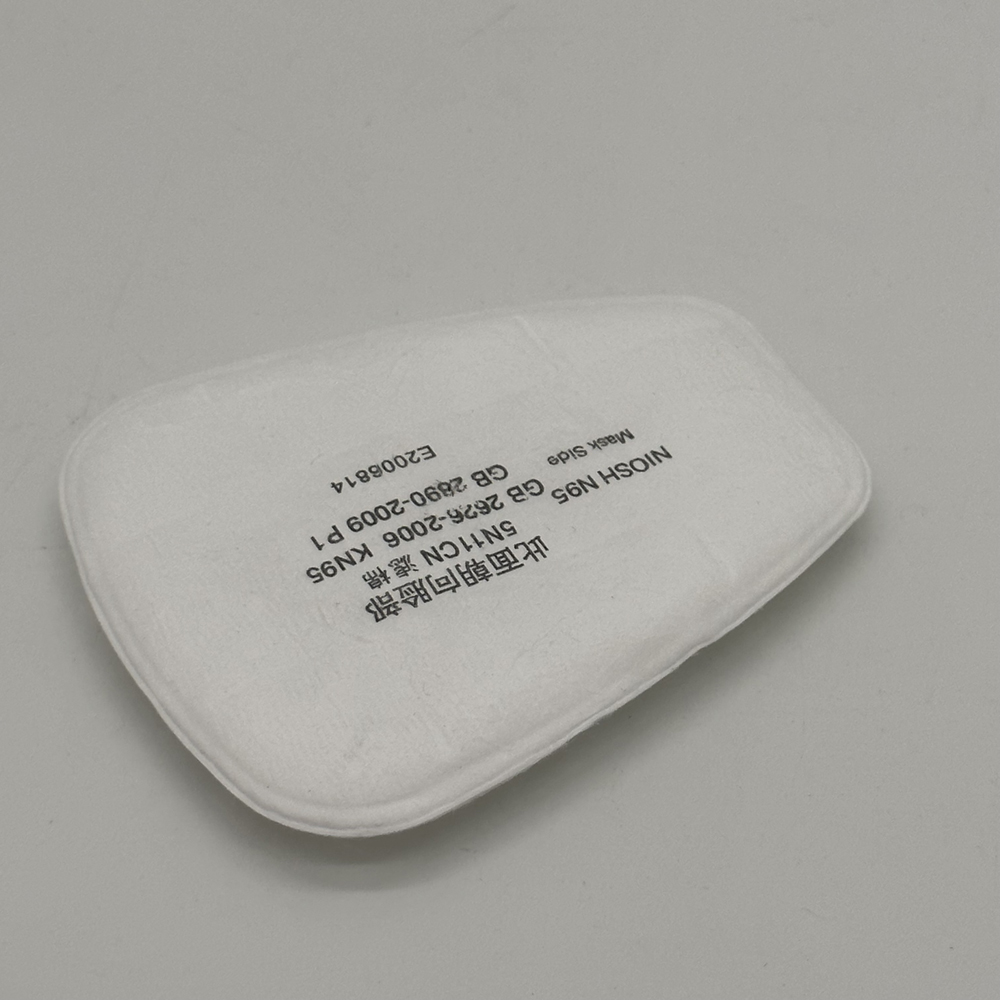 此面朝向脸部
5N11CN 滤棉
NIOSH N95 GB 2626-2006 KN95
Mask Side GB 2890-2009 P1
E2006814